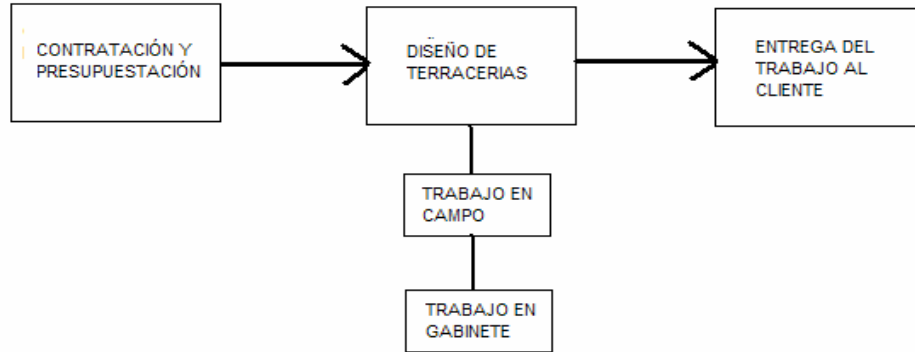 CONTRATACIÓN Y
PRESUPUESTACIÓN
DISEÑO DE
TERRACERIAS
ENTREGA DEL
TRABAJO AL
CLIENTE
TRABAJO EN
CAMPO
TRABAJO EN
GABINETE